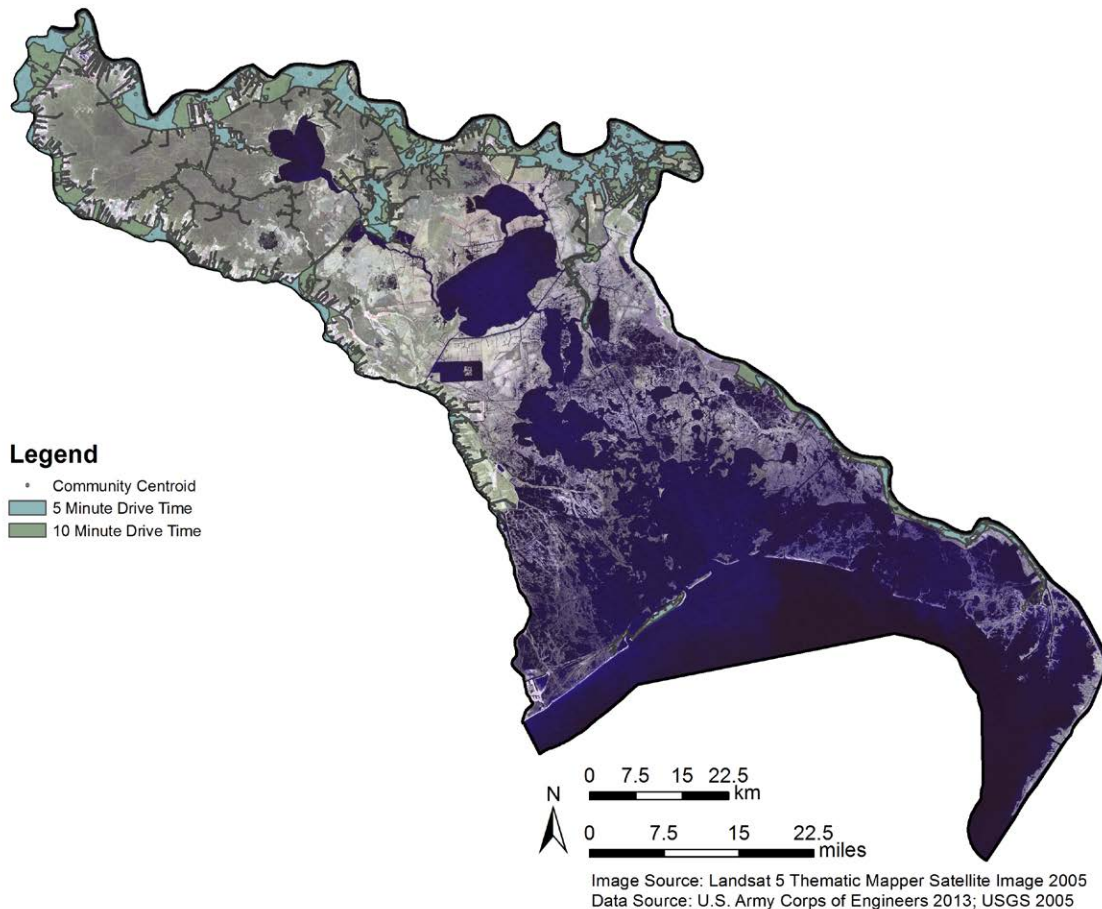 Legend
Community Centroid
5 Minute Drive Time
10 Minute Drive Time
N
0 7.5 15 22.5
km
0 7.5 15 22.5
miles
Image Source: Landsat 5 Thematic Mapper Satellite Image 2005
Data Source: U.S. Army Corps of Engineers 2013; USGS 2005